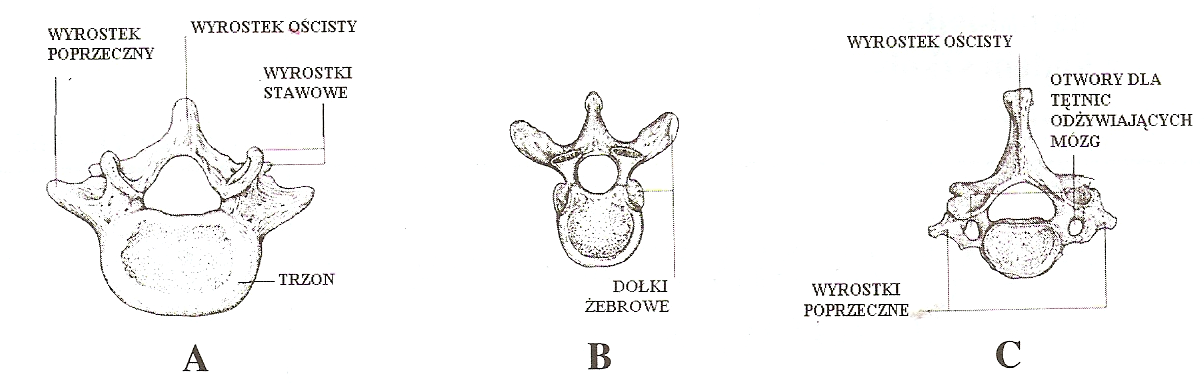 WYROSTEK
POPRZECZNY
WYROSTEK OŚCISTY
WYROSTKI
STAWOWE
TRZON
A
DOŁKI
ŻEBROWE
B
WYROSTEK OŚCISTY
OTWORY DLA
TĘTNIC
ODŻYWIAJĄCYCH
MÓZG
WYROSTKI
POPRZECZNE
C